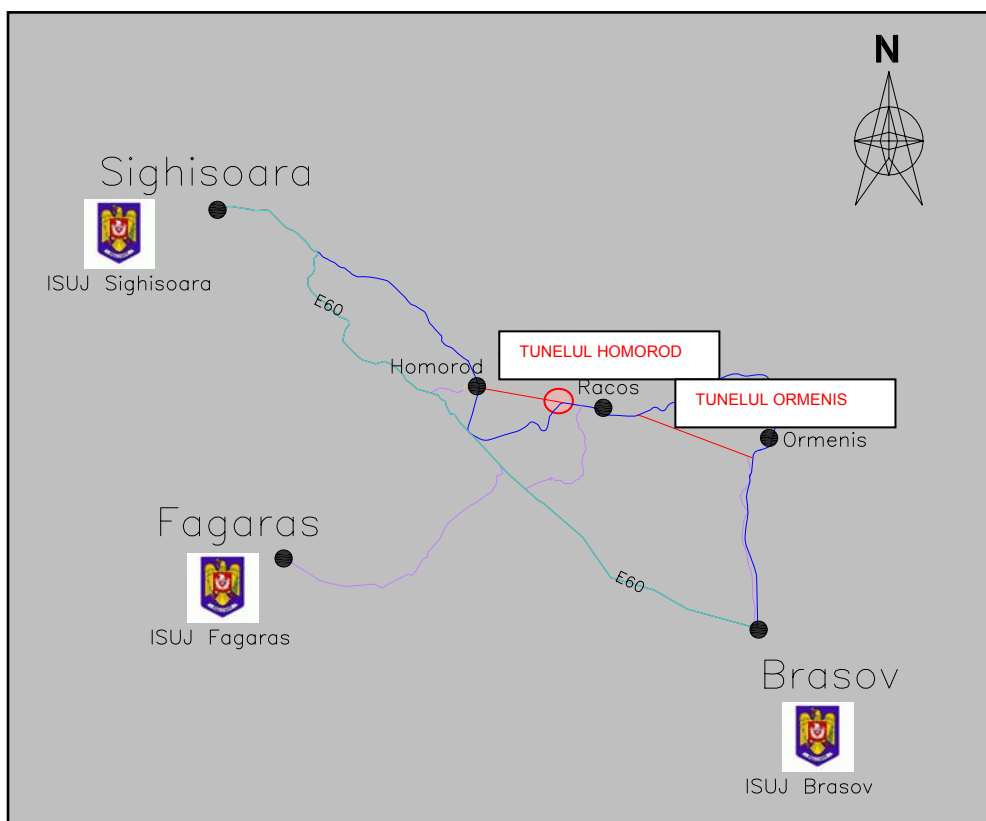 N
Sighisoara
ISUJ Sighisoara
E60
TUNELUL HOMOROD
Homorod
Racos
TUNELUL ORMENIS
Ormenis
Fagaras
ISUJ Fagaras
E60
Brasov
ISUJ Brasov